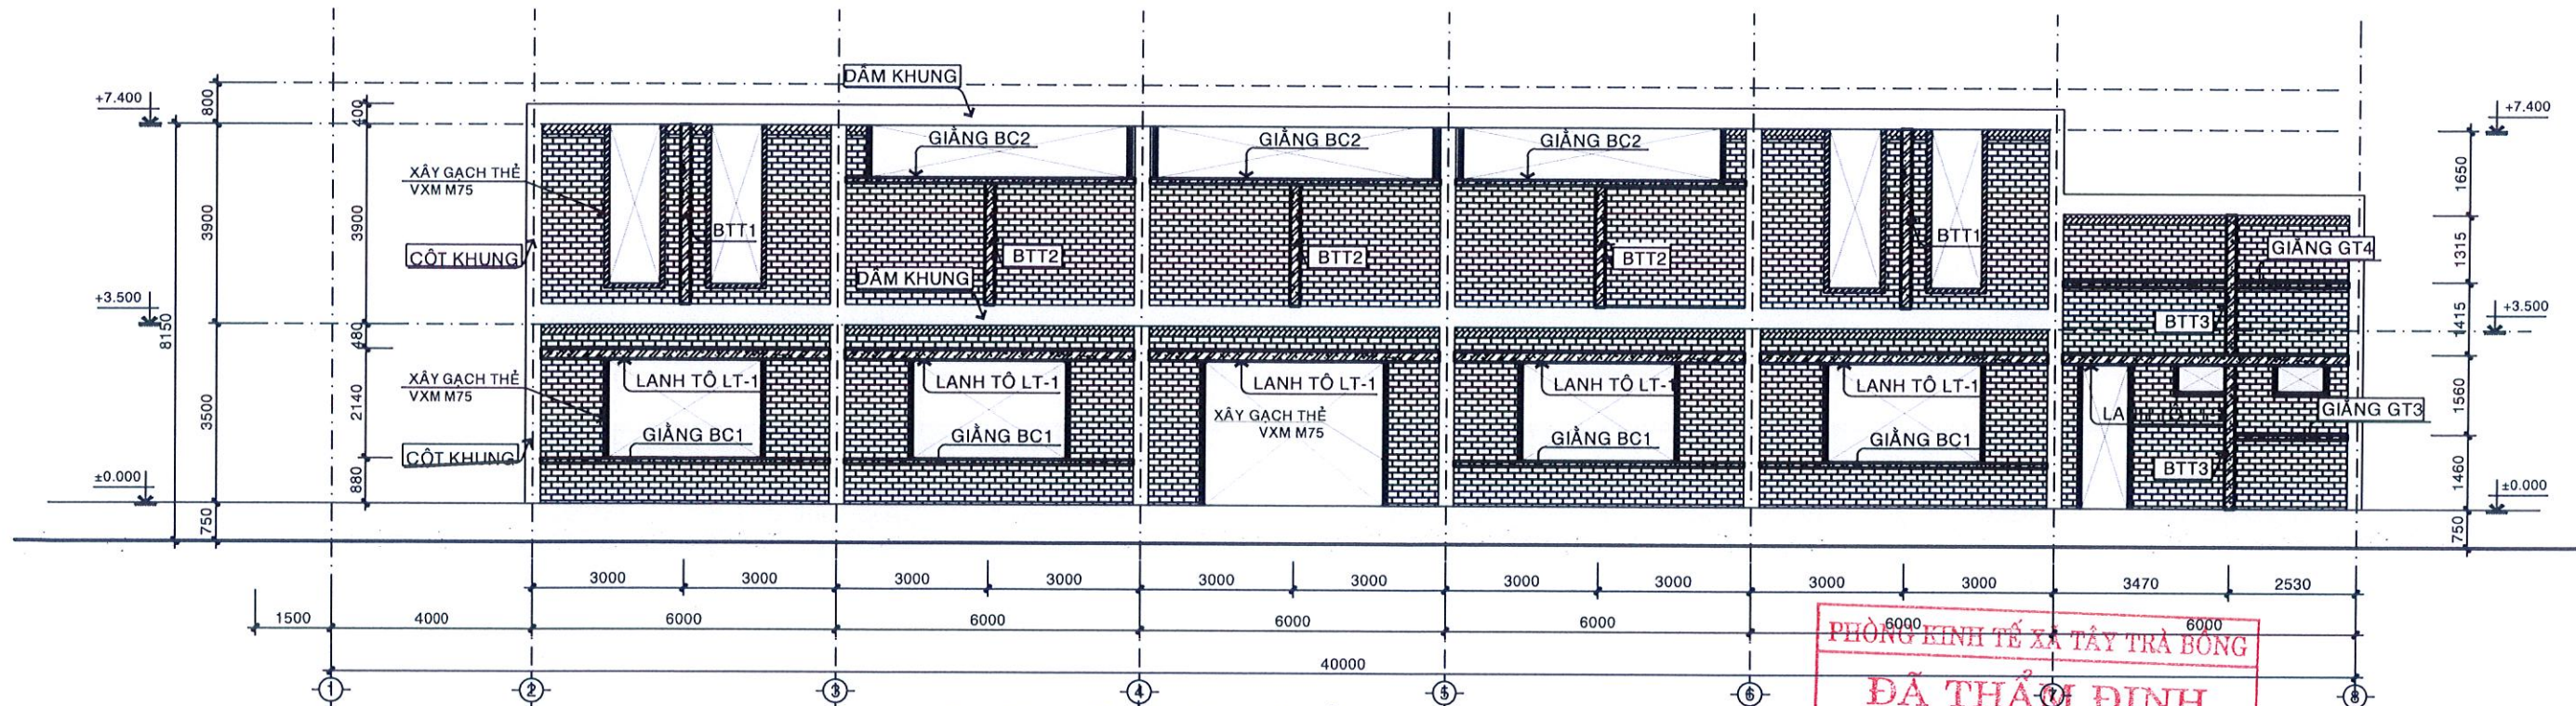 DẦM KHUNG
+7.400
800
400
+7.400
GIẰNG BC2
GIẰNG BC2
GIẰNG BC2
XÂY GẠCH THẺ
VXM M75
1650
3900
3900
BTT1
BTT1
CỘT KHUNG
BTT2
BTT2
BTT2
GIẰNG GT4
1315
DẦM KHUNG
+3.500
+3.500
8150
480
BTT3
1415
XÂY GẠCH THẺ
VXM M75
LANH TÔ LT-1
LANH TÔ LT-1
LANH TÔ LT-1
LANH TÔ LT-1
LANH TÔ LT-1
3500
2140
XÂY GẠCH THẺ
VXM M75
GIẰNG GT3
1560
CỘT KHUNG
GIẰNG BC1
GIẰNG BC1
GIẰNG BC1
GIẰNG BC1
BTT3
±0.000
880
1460
±0.000
750
750
3000 3000 3000 3000 3000 3000 3000 3000 3000 3000 3470 2530
1500 4000 6000 6000 6000 6000 6000 6000
40000
1 2 3 4 5 6 7 8
PHÒNG KINH TẾ XÃ TÂY TRÀ BỒNG
ĐÃ THẨM ĐỊNH